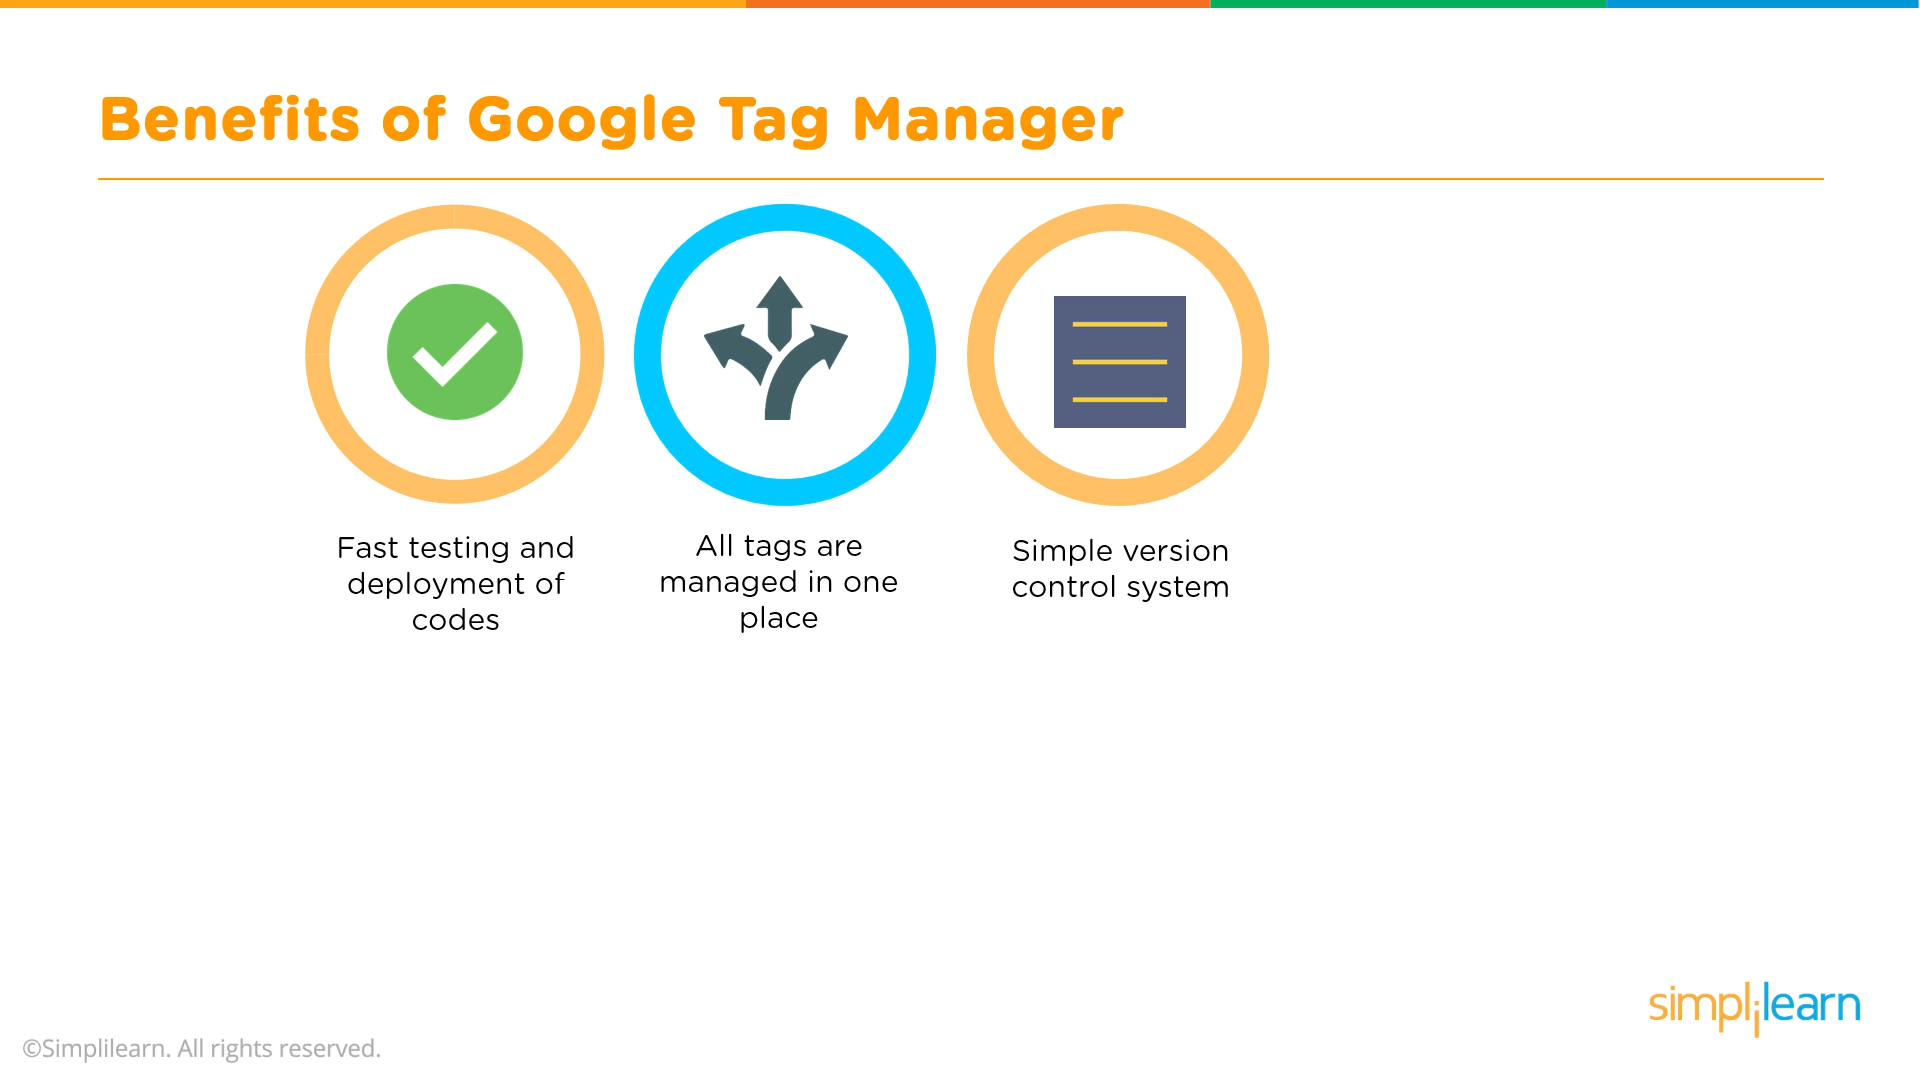 Benefits of Google Tag Manager
Fast testing and
deployment of
codes
All tags are
managed in one
place
Simple version
control system
simplilearn
©Simplilearn. All rights reserved.